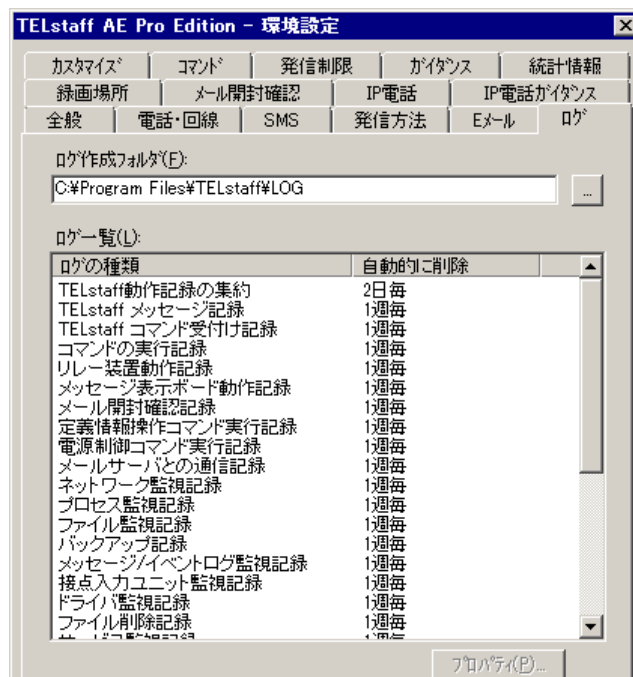 TELstaff AE Pro Edition - 環境設定
ｶｽﾀﾏｲｽﾞ ｺﾏﾝﾄﾞ 発信制限 ｶﾞｲﾀﾞﾝｽ 統計情報
録画場所 ﾒｰﾙ開封確認 IP電話 IP電話ｶﾞｲﾀﾞﾝｽ
全般 電話・回線 SMS 発信方法 Eﾒｰﾙ ﾛｸﾞ
ﾛｸﾞ作成ﾌｫﾙﾀﾞ(F):
C:¥Program Files¥TELstaff¥LOG ...
ﾛｸﾞ一覧(L):
ﾛｸﾞの種類 自動的に削除
TELstaff動作記録の集約 2日毎
TELstaff メッセージ記録 1週毎
TELstaff コマンド受付け記録 1週毎
コマンドの実行記録 1週毎
リレー装置動作記録 1週毎
メッセージ表示ボード動作記録 1週毎
メール開封確認記録 1週毎
定義情報操作コマンド実行記録 1週毎
電源制御コマンド実行記録 1週毎
メールサーバとの通信記録 1週毎
ネットワーク監視記録 1週毎
プロセス監視記録 1週毎
ファイル監視記録 1週毎
バックアップ記録 1週毎
メッセージ/イベントログ監視記録 1週毎
接点入力ユニット監視記録 1週毎
ドライバ監視記録 1週毎
ファイル削除記録 1週毎
ﾌﾟﾛﾊﾟﾃｨ(P)...